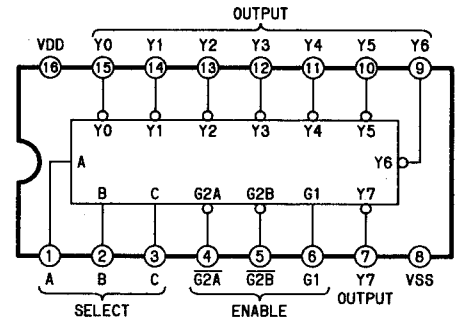 OUTPUT
VDD Y0 Y1 Y2 Y3 Y4 Y5 Y6
16 15 14 13 12 11 10 9
Y0 Y1 Y2 Y3 Y4 Y5
A Y6
B C G2A G2B G1 Y7
1 2 3 4 5 6 7 8
A B C G2A G2B G1 Y7 VSS
SELECT ENABLE OUTPUT